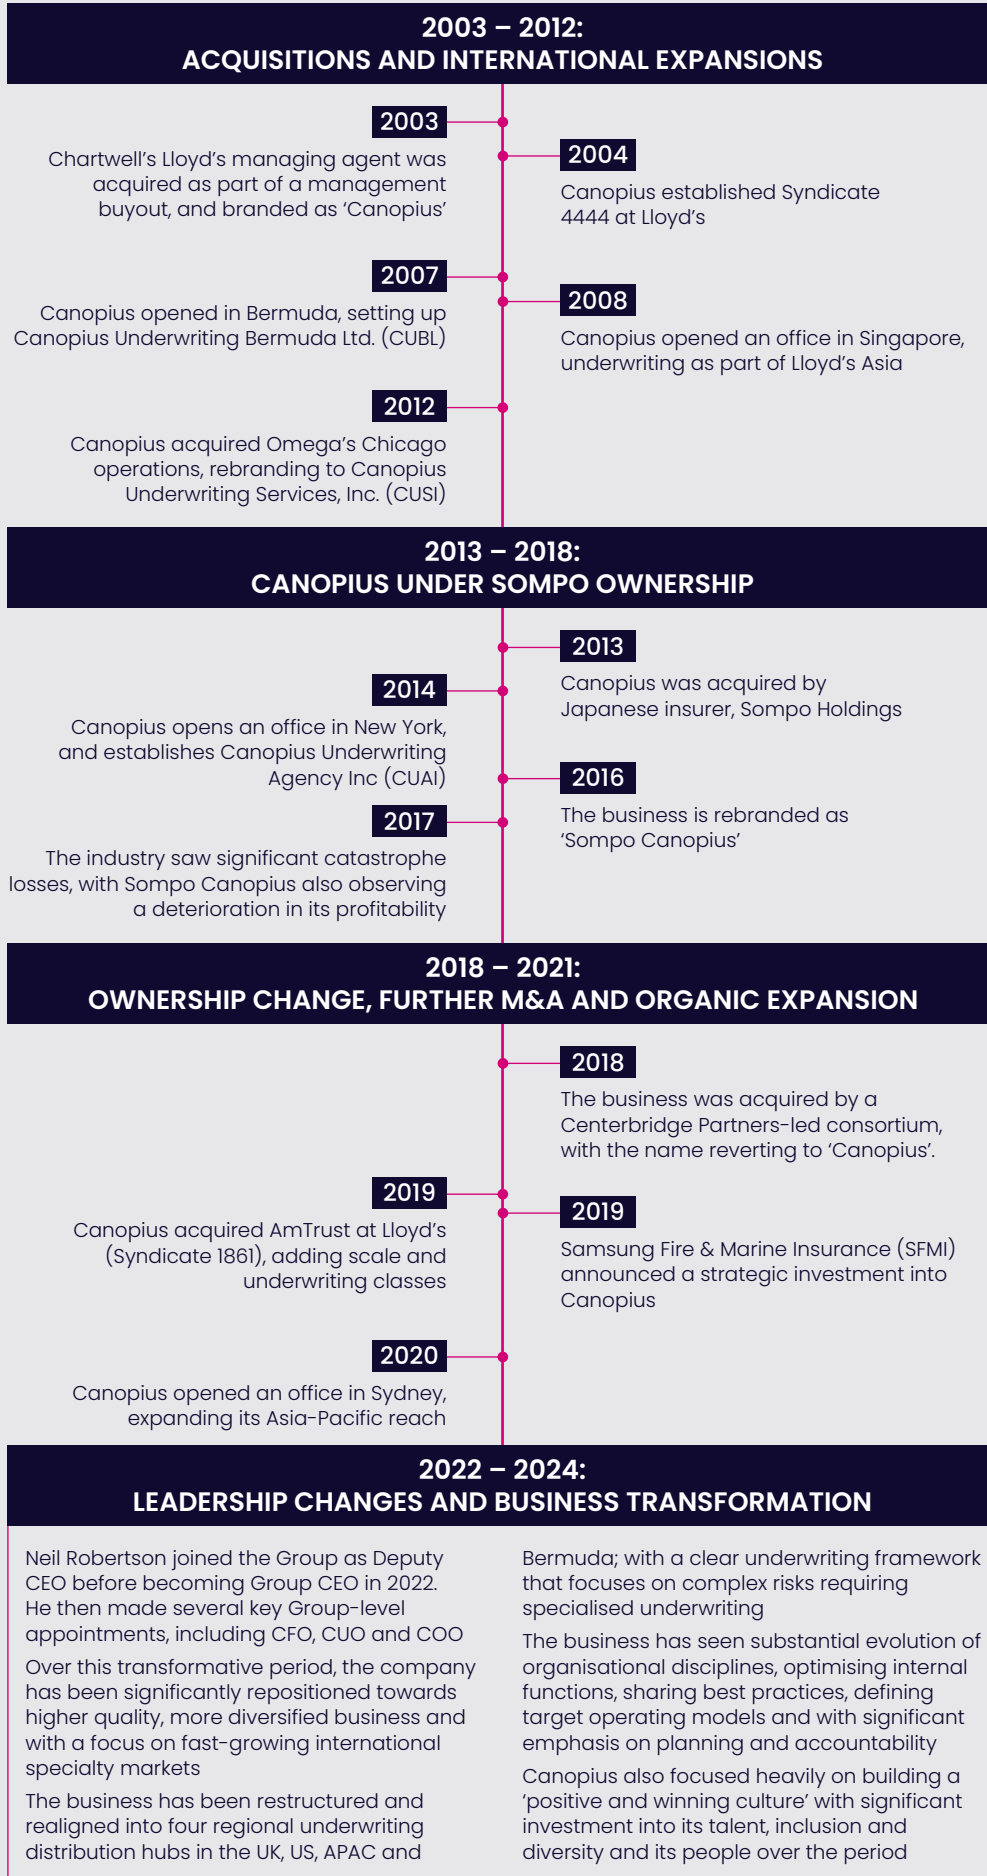 2003 – 2012:
ACQUISITIONS AND INTERNATIONAL EXPANSIONS
2003
Chartwell’s Lloyd’s managing agent was
acquired as part of a management
buyout, and branded as ‘Canopius’
2004
Canopius established Syndicate
4444 at Lloyd’s
2007
Canopius opened in Bermuda, setting up
Canopius Underwriting Bermuda Ltd. (CUBL)
2008
Canopius opened an office in Singapore,
underwriting as part of Lloyd’s Asia
2012
Canopius acquired Omega’s Chicago
operations, rebranding to Canopius
Underwriting Services, Inc. (CUSI)
2013 – 2018:
CANOPIUS UNDER SOMPO OWNERSHIP
2013
Canopius was acquired by
Japanese insurer, Sompo Holdings
2014
Canopius opens an office in New York,
and establishes Canopius Underwriting
Agency Inc (CUAI)
2016
The business is rebranded as
‘Sompo Canopius’
2017
The industry saw significant catastrophe
losses, with Sompo Canopius also observing
a deterioration in its profitability
2018 – 2021:
OWNERSHIP CHANGE, FURTHER M&A AND ORGANIC EXPANSION
2018
The business was acquired by a
Centerbridge Partners-led consortium,
with the name reverting to ‘Canopius’.
2019
Canopius acquired AmTrust at Lloyd’s
(Syndicate 1861), adding scale and
underwriting classes
2019
Samsung Fire & Marine Insurance (SFMI)
announced a strategic investment into
Canopius
2020
Canopius opened an office in Sydney,
expanding its Asia-Pacific reach
2022 – 2024:
LEADERSHIP CHANGES AND BUSINESS TRANSFORMATION
Neil Robertson joined the Group as Deputy
CEO before becoming Group CEO in 2022.
He then made several key Group-level
appointments, including CFO, CUO and COO
Over this transformative period, the company
has been significantly repositioned towards
higher quality, more diversified business and
with a focus on fast-growing international
specialty markets
The business has been restructured and
realigned into four regional underwriting
distribution hubs in the UK, US, APAC and
Bermuda; with a clear underwriting framework
that focuses on complex risks requiring
specialised underwriting
The business has seen substantial evolution of
organisational disciplines, optimising internal
functions, sharing best practices, defining
target operating models and with significant
emphasis on planning and accountability
Canopius also focused heavily on building a
‘positive and winning culture’ with significant
investment into its talent, inclusion and
diversity and its people over the period